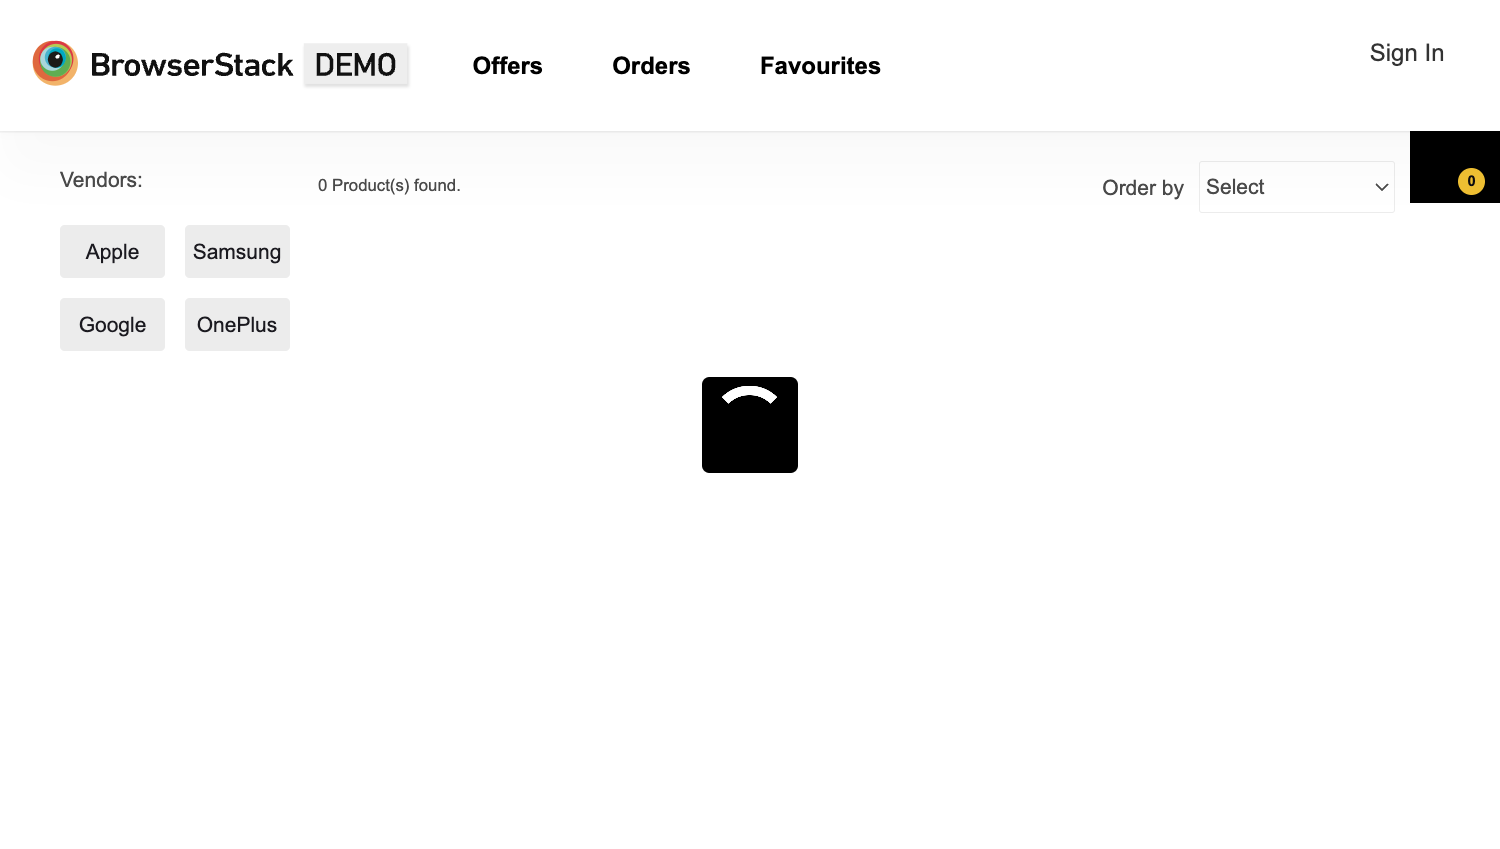 BrowserStack DEMO
Offers
Orders
Favourites
Sign In
Vendors:
0 Product(s) found.
Order by
Select
0
Apple
Samsung
Google
OnePlus